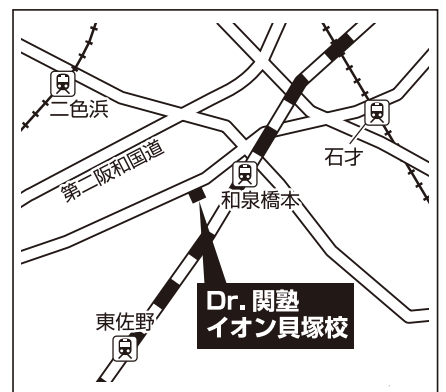 二色浜
石才
第二阪和国道
和泉橋本
Dr.関塾
イオン貝塚校
東佐野